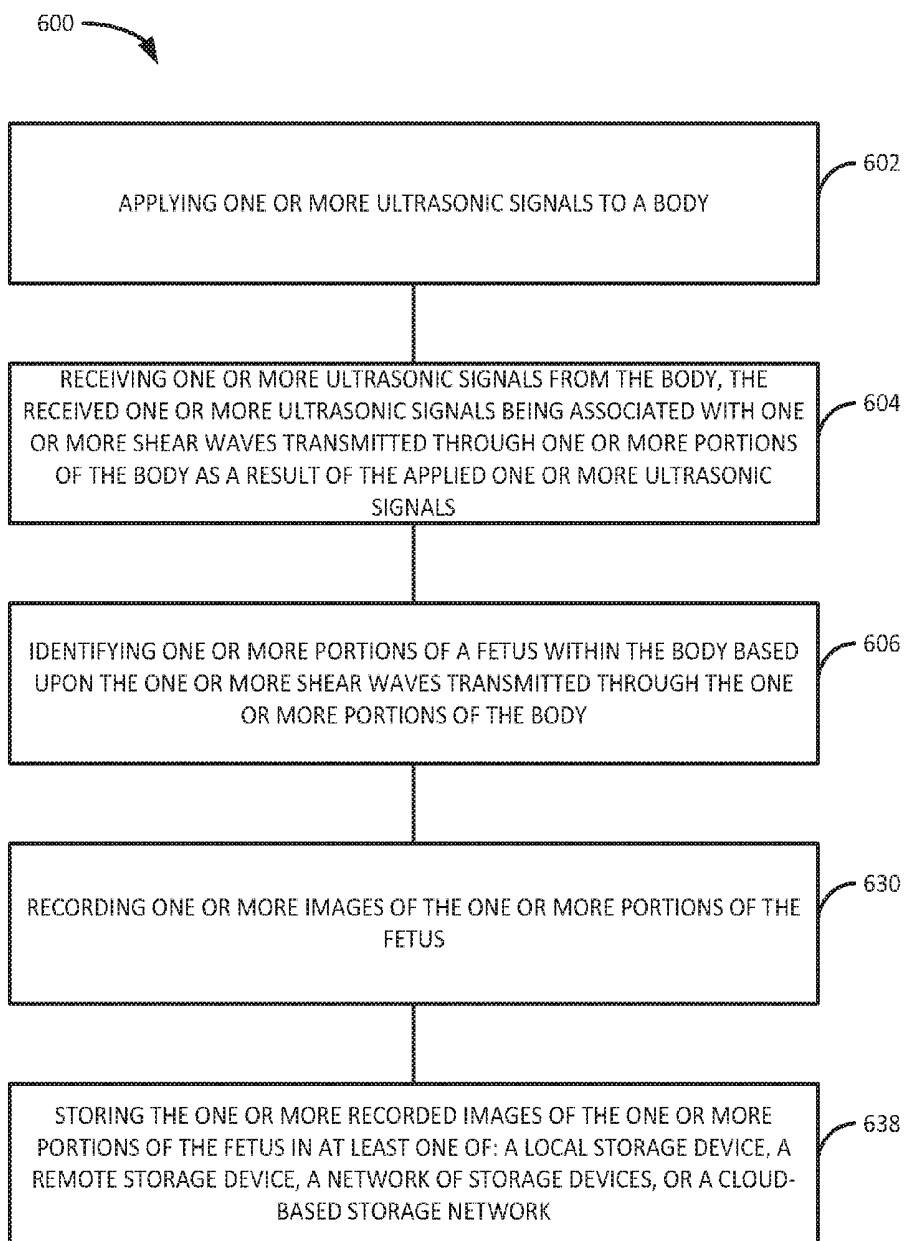 600
APPLYING ONE OR MORE ULTRASONIC SIGNALS TO A BODY
602
RECEIVING ONE OR MORE ULTRASONIC SIGNALS FROM THE BODY, THE
RECEIVED ONE OR MORE ULTRASONIC SIGNALS BEING ASSOCIATED WITH ONE
OR MORE SHEAR WAVES TRANSMITTED THROUGH ONE OR MORE PORTIONS
OF THE BODY AS A RESULT OF THE APPLIED ONE OR MORE ULTRASONIC
SIGNALS
604
IDENTIFYING ONE OR MORE PORTIONS OF A FETUS WITHIN THE BODY BASED
UPON THE ONE OR MORE SHEAR WAVES TRANSMITTED THROUGH THE ONE
OR MORE PORTIONS OF THE BODY
606
RECORDING ONE OR MORE IMAGES OF THE ONE OR MORE PORTIONS OF THE
FETUS
630
STORING THE ONE OR MORE RECORDED IMAGES OF THE ONE OR MORE
PORTIONS OF THE FETUS IN AT LEAST ONE OF: A LOCAL STORAGE DEVICE, A
REMOTE STORAGE DEVICE, A NETWORK OF STORAGE DEVICES, OR A CLOUD-
BASED STORAGE NETWORK
638